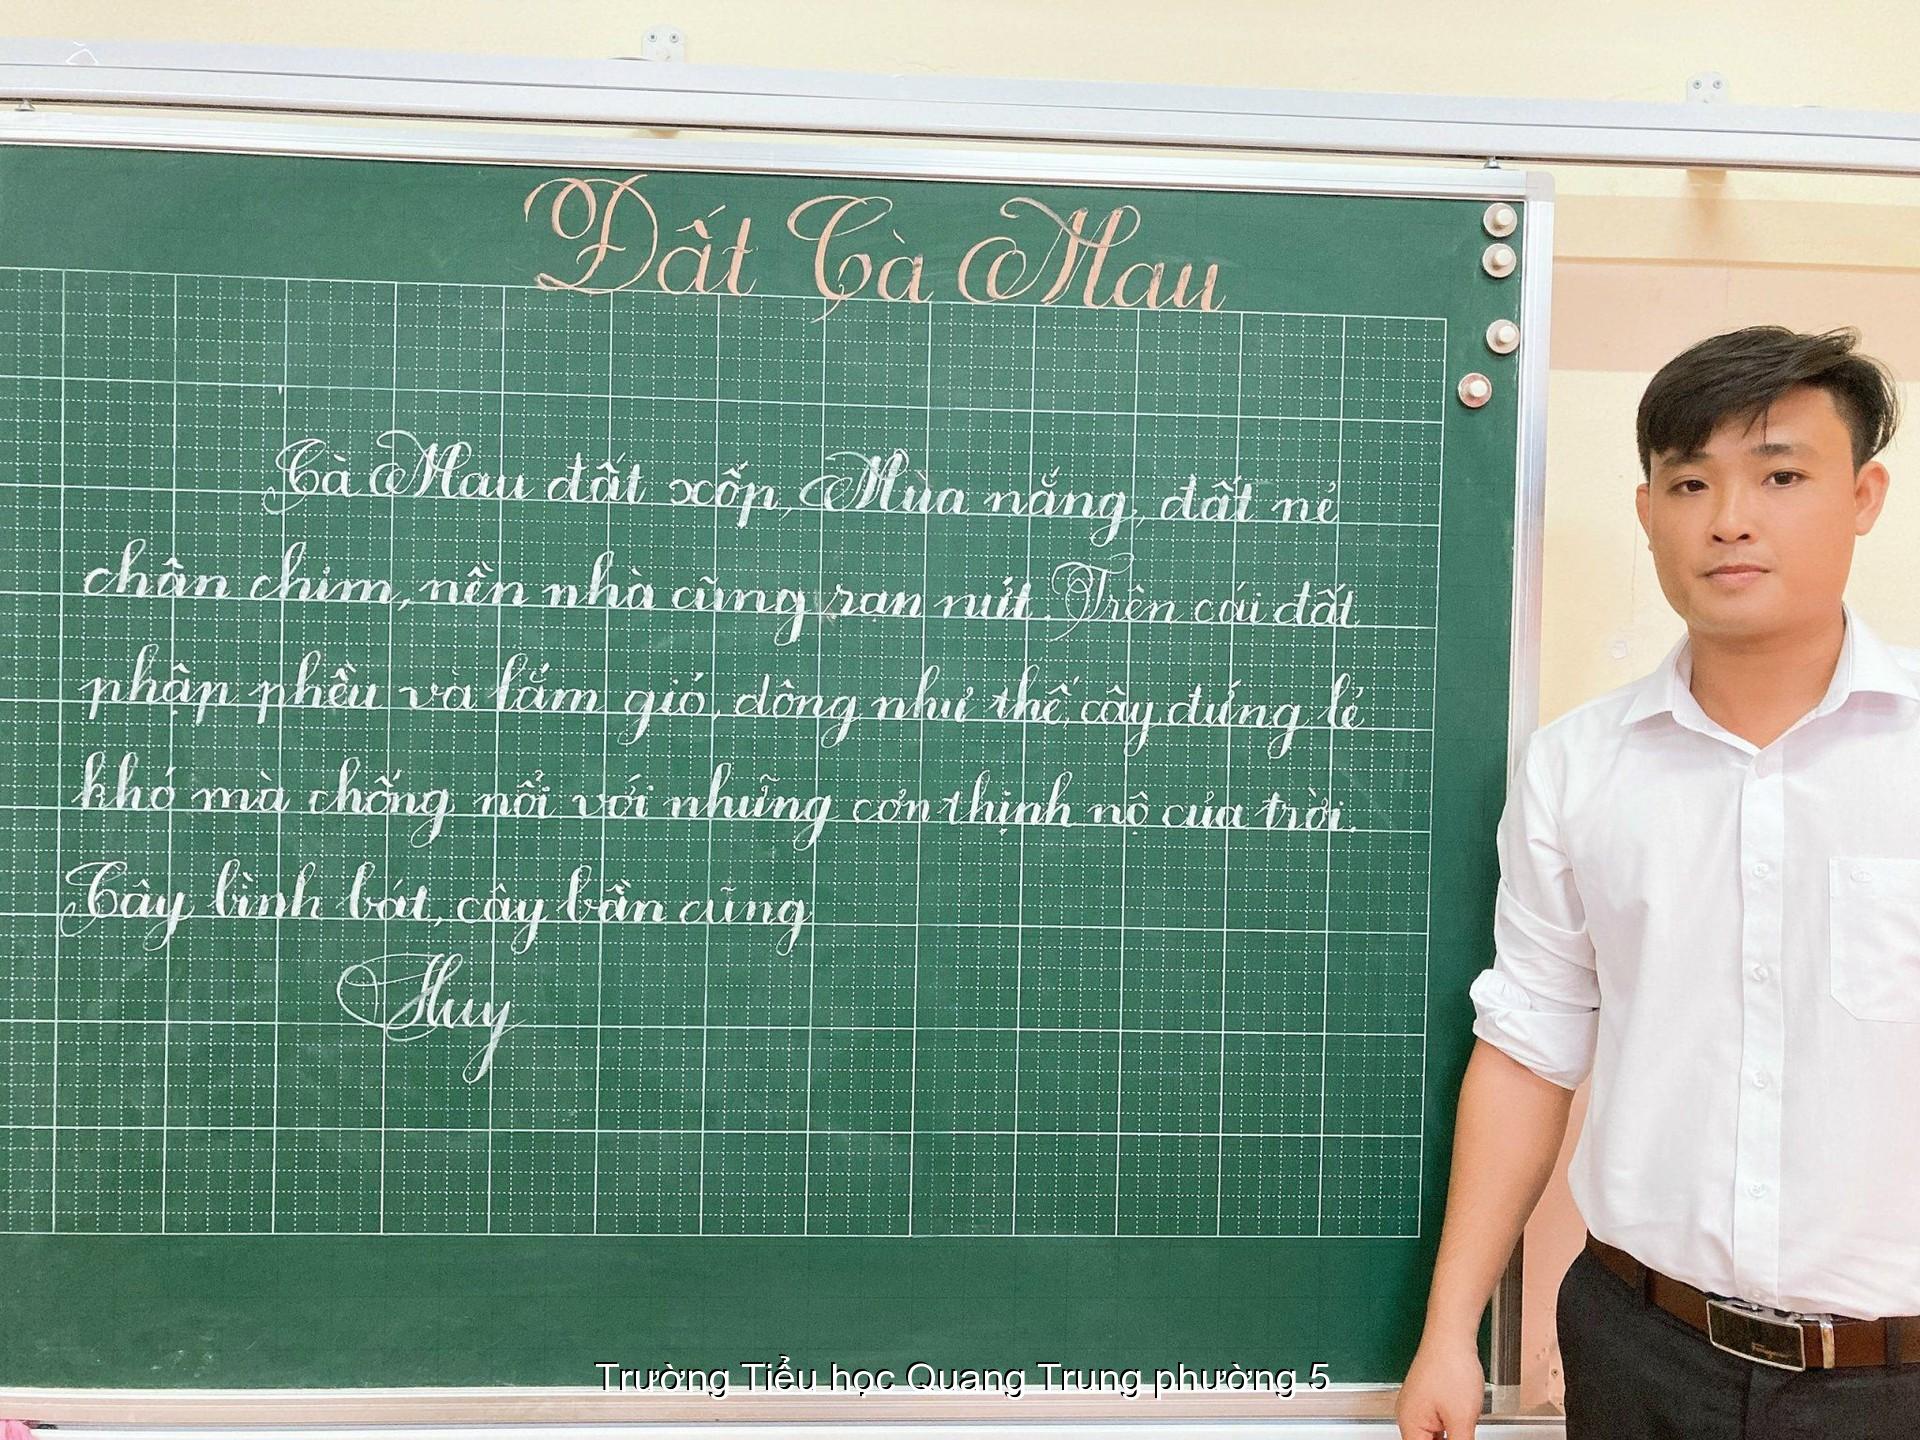 Đất Cà Mau
Cà Mau đất xốp, Mùa nắng, đất nẻ
chân chim, nền nhà cũng rạn nứt. Trên cái đất
nhập phều và lắm gió, dông như thế, cây đứng lẻ
khó mà chống nổi với những cơn thịnh nộ của trời.
Cây bình bát, cây bần cũng
Huy
Trường Tiểu học Quang Trung phường 5